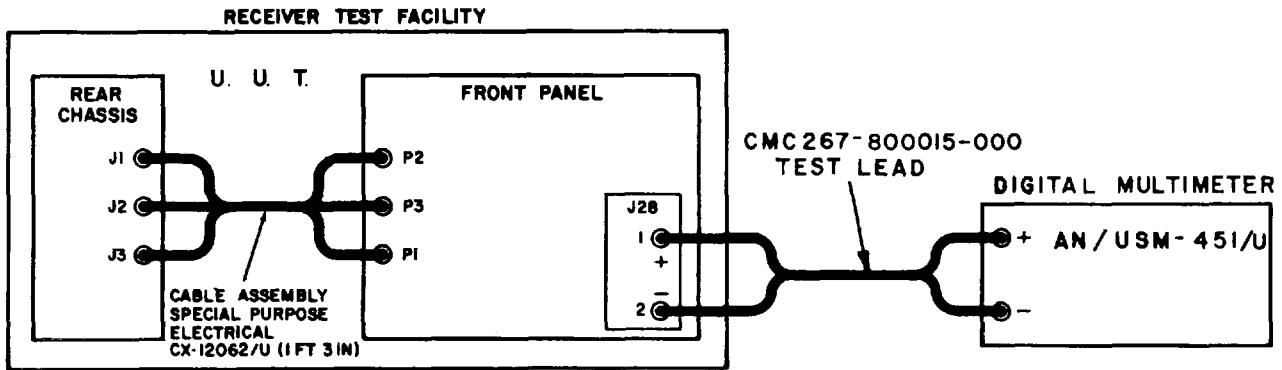 RECEIVER TEST FACILITY
U. U. T.
REAR
CHASSIS
J1
J2
J3
FRONT PANEL
P2
P3
P1
J28
1
+
−
2
CABLE ASSEMBLY
SPECIAL PURPOSE
ELECTRICAL
CX-12062/U (1 FT 3 IN)
CMC267-800015-000
TEST LEAD
DIGITAL MULTIMETER
+ AN/USM-451/U
−